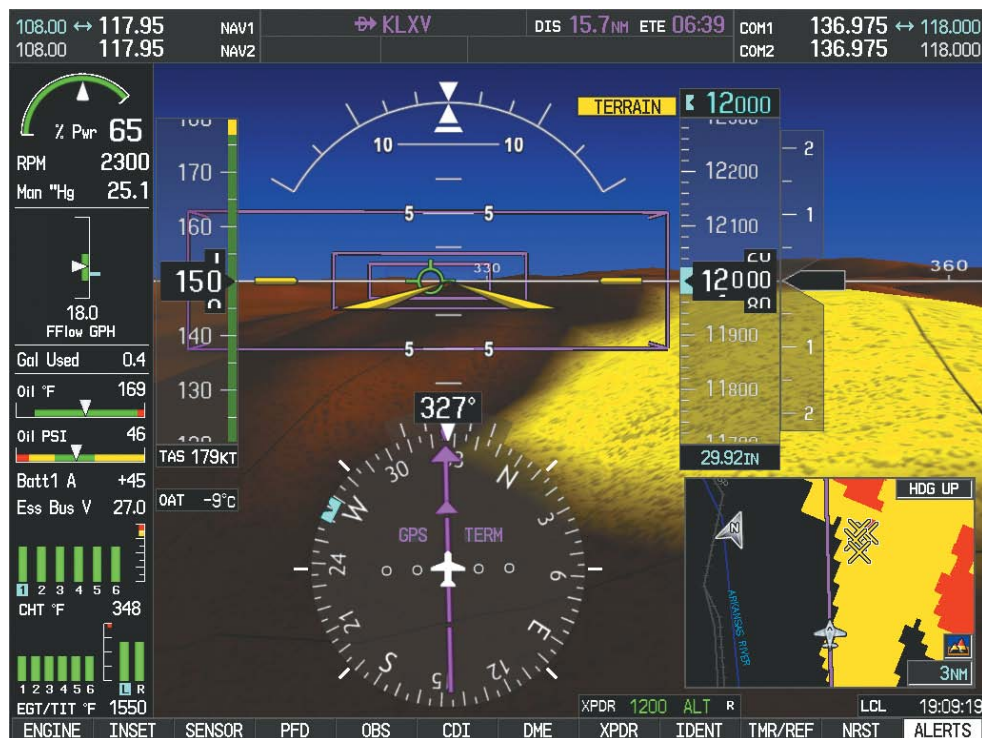 108.00 ↔ 117.95 NAV1
108.00 117.95 NAV2
D→ KLXV
DIS 15.7NM ETE 06:39
COM1 136.975 ↔ 118.000
COM2 136.975 118.000
% Pwr 65
RPM 2300
Man "Hg 25.1
18.0
FFlow GPH
Gal Used 0.4
Oil °F 169
Oil PSI 46
Batt1 A +45
Ess Bus V 27.0
1 2 3 4 5 6
CHT °F 348
1 2 3 4 5 6 L R
EGT/TIT °F 1550
170
160
150
140
130
TAS 179KT
OAT -9°C
10 10
5 5
5 5
330
360
TERRAIN
12000
12200
12100
20
12000
80
11900
11800
29.92IN
2
1
1
2
327°
33 N 3 6 E 12 15 S 21 24 W 30
GPS TERM
HDG UP
N
ARKANSAS RIVER
3NM
XPDR 1200 ALT R
LCL 19:09:19
ENGINE INSET SENSOR PFD OBS CDI DME XPDR IDENT TMR/REF NRST ALERTS